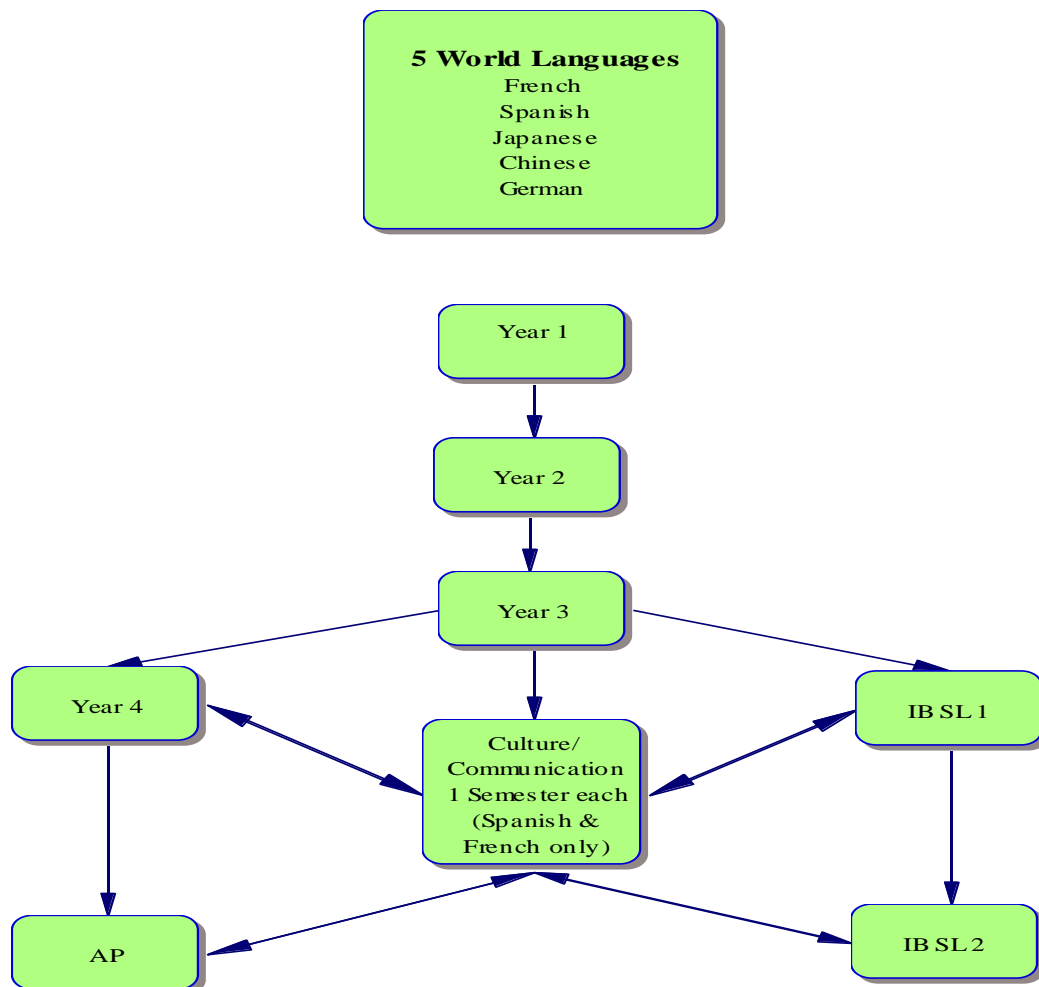 5 World Languages
French
Spanish
Japanese
Chinese
German
Year 1
Year 2
Year 3
Year 4
IB SL 1
Culture/
Communication
1 Semester each
(Spanish &
French only)
AP
IB SL 2